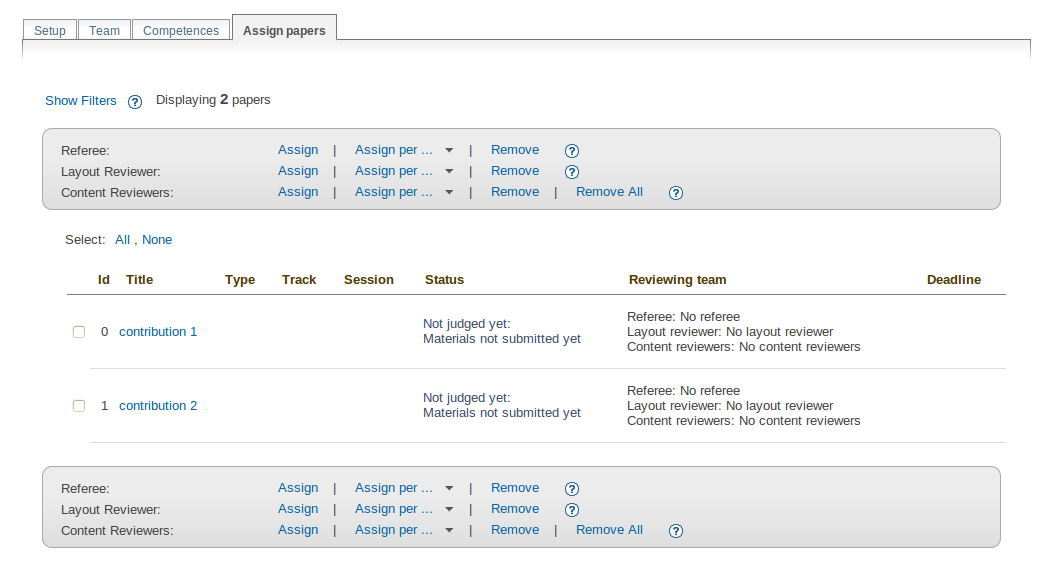 Setup Team Competences Assign papers
Show Filters ? Displaying 2 papers
Referee: Assign | Assign per ... | Remove ?
Layout Reviewer: Assign | Assign per ... | Remove ?
Content Reviewers: Assign | Assign per ... | Remove | Remove All ?
Select: All , None
Id Title Type Track Session Status Reviewing team Deadline
0 contribution 1
Not judged yet:
Materials not submitted yet
Referee: No referee
Layout reviewer: No layout reviewer
Content reviewers: No content reviewers
1 contribution 2
Not judged yet:
Materials not submitted yet
Referee: No referee
Layout reviewer: No layout reviewer
Content reviewers: No content reviewers
Referee: Assign | Assign per ... | Remove ?
Layout Reviewer: Assign | Assign per ... | Remove ?
Content Reviewers: Assign | Assign per ... | Remove | Remove All ?